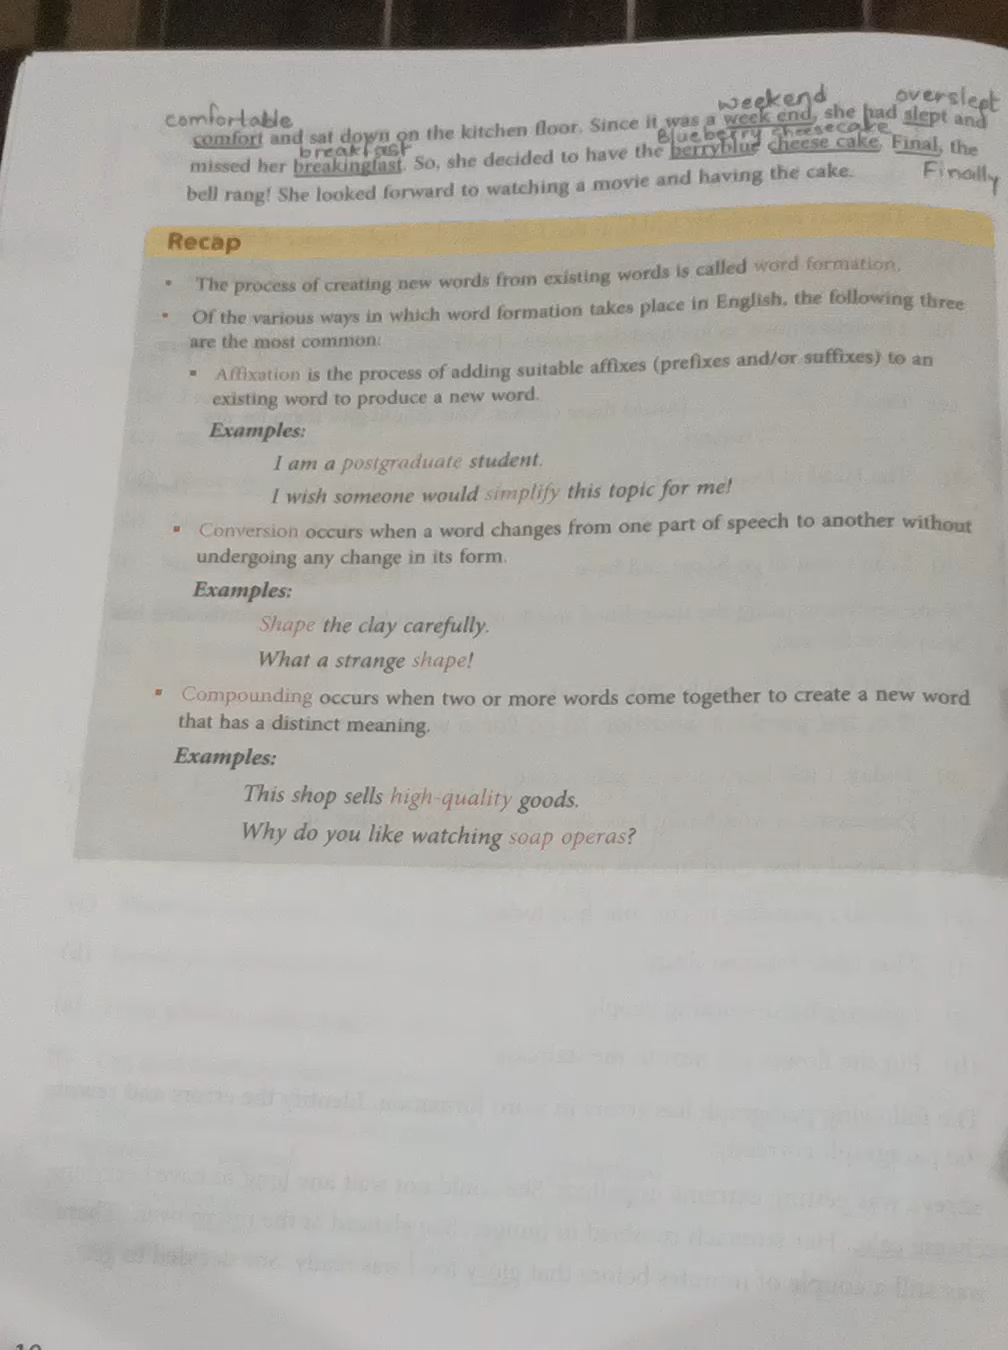 comfortable weekend overslept
comfort and sat down on the kitchen floor. Since it was a week end, she had slept and
breakfast Blueberry cheesecake
missed her breakingfast. So, she decided to have the berryblue cheese cake. Final, the
Finally
bell rang! She looked forward to watching a movie and having the cake.
Recap
• The process of creating new words from existing words is called word formation.
• Of the various ways in which word formation takes place in English, the following three
are the most common:
▪ Affixation is the process of adding suitable affixes (prefixes and/or suffixes) to an
existing word to produce a new word.
Examples:
I am a postgraduate student.
I wish someone would simplify this topic for me!
▪ Conversion occurs when a word changes from one part of speech to another without
undergoing any change in its form.
Examples:
Shape the clay carefully.
What a strange shape!
▪ Compounding occurs when two or more words come together to create a new word
that has a distinct meaning.
Examples:
This shop sells high-quality goods.
Why do you like watching soap operas?